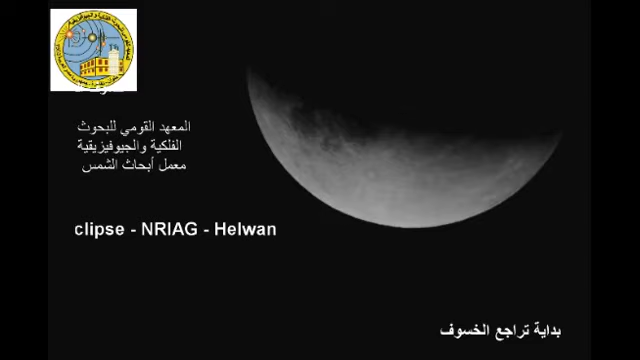 المعهد القومي للبحوث
الفلكية والجيوفيزيقية
معمل أبحاث الشمس
clipse - NRIAG - Helwan
بداية تراجع الخسوف